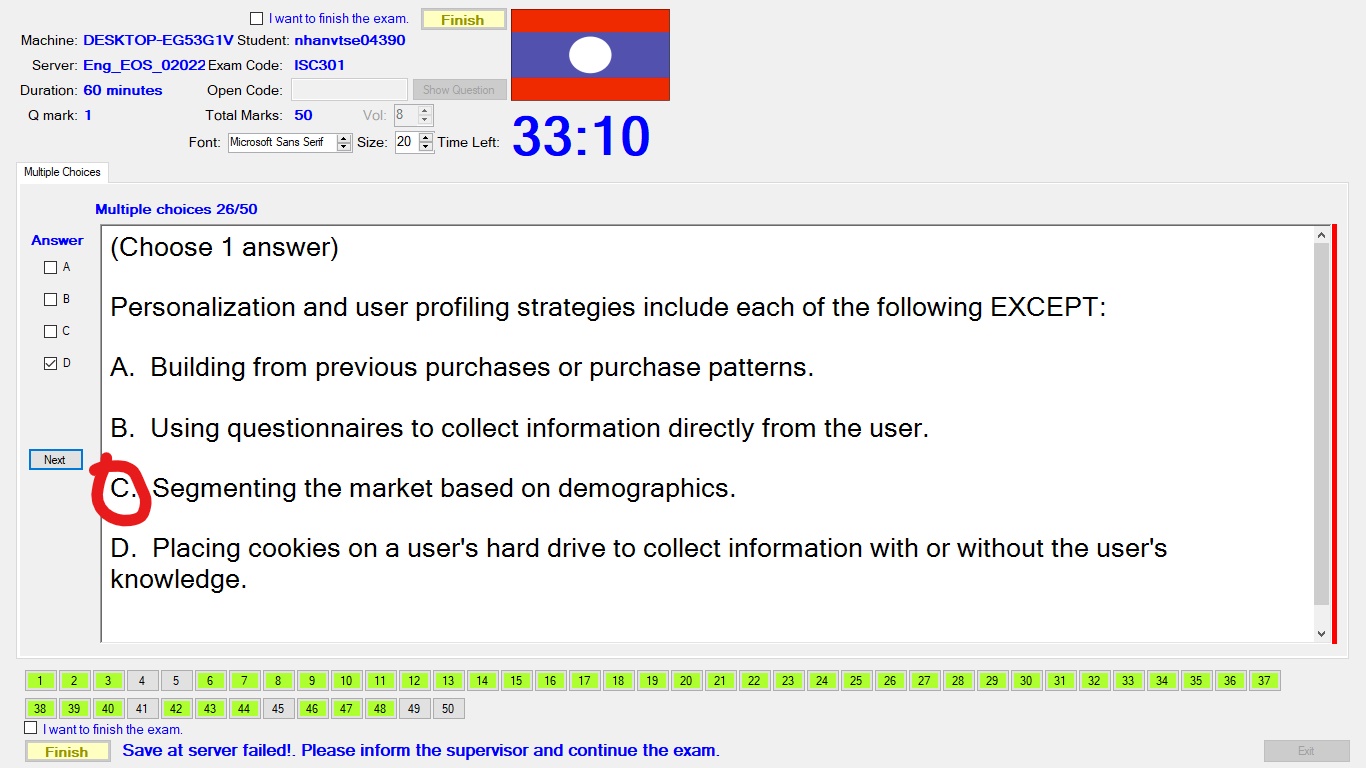 I want to finish the exam. Finish
Machine: DESKTOP-EG53G1V Student: nhanvtse04390
Server: Eng_EOS_02022 Exam Code: ISC301
Duration: 60 minutes Open Code: Show Question
Q mark: 1 Total Marks: 50 Vol: 8
Font: Microsoft Sans Serif Size: 20 Time Left: 33:10
Multiple Choices
Multiple choices 26/50
Answer
A
B
C
D
Next
(Choose 1 answer)
Personalization and user profiling strategies include each of the following EXCEPT:
A. Building from previous purchases or purchase patterns.
B. Using questionnaires to collect information directly from the user.
C. Segmenting the market based on demographics.
D. Placing cookies on a user's hard drive to collect information with or without the user's
knowledge.
1 2 3 4 5 6 7 8 9 10 11 12 13 14 15 16 17 18 19 20 21 22 23 24 25 26 27 28 29 30 31 32 33 34 35 36 37
38 39 40 41 42 43 44 45 46 47 48 49 50
I want to finish the exam.
Finish Save at server failed!. Please inform the supervisor and continue the exam. Exit